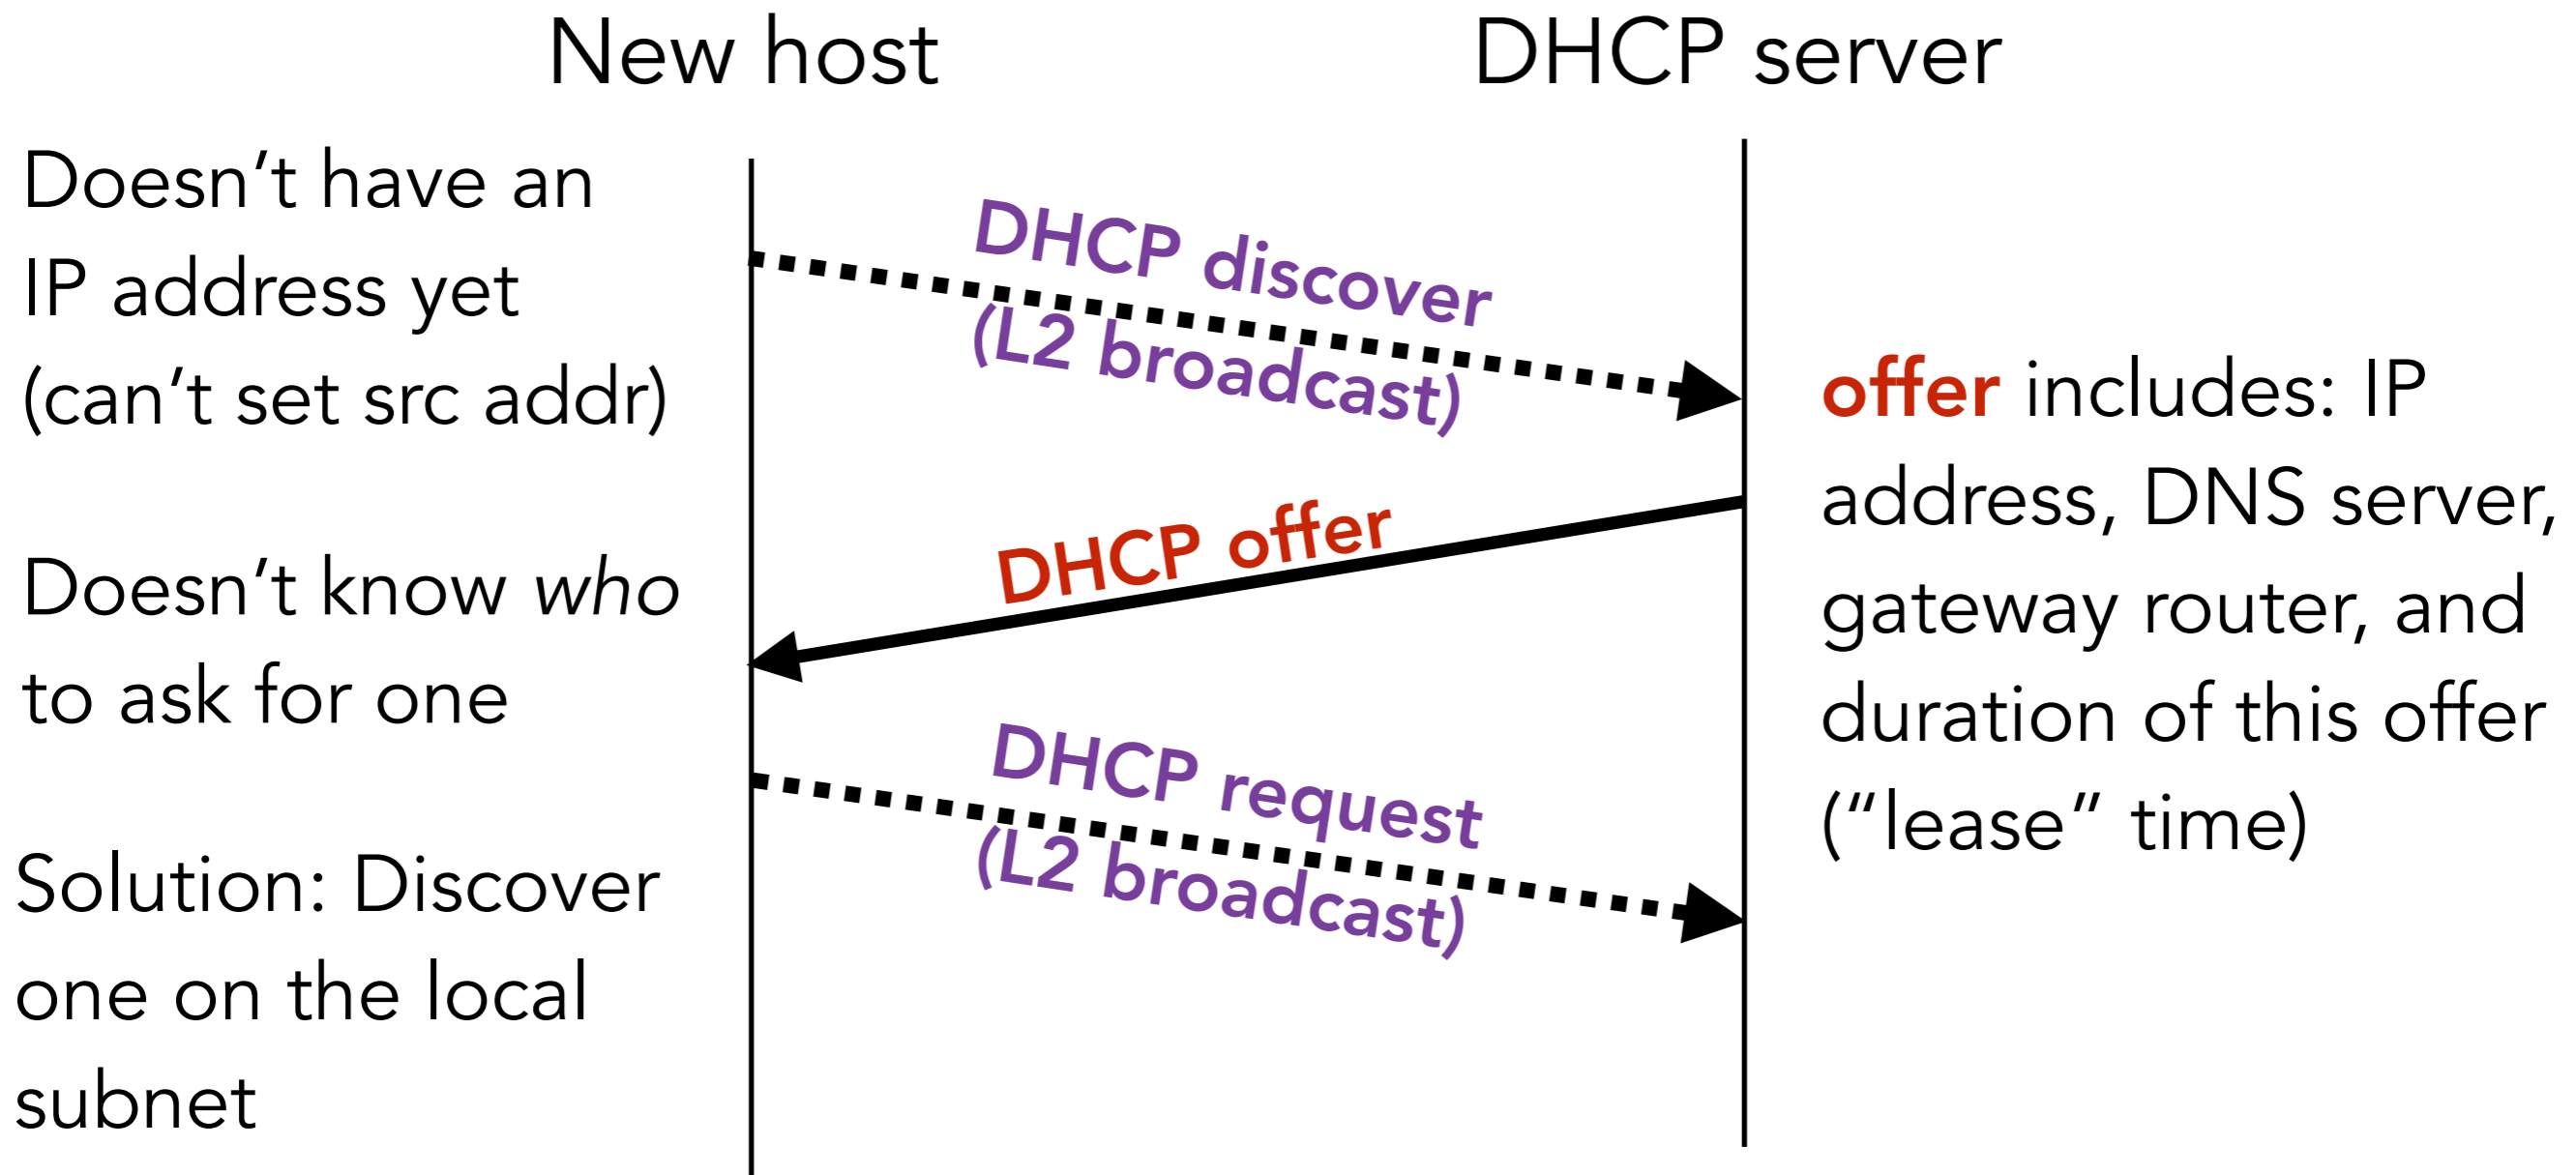 New host
DHCP server
Doesn’t have an
IP address yet
(can’t set src addr)
Doesn’t know who
to ask for one
Solution: Discover
one on the local
subnet
DHCP discover
(L2 broadcast)
DHCP offer
DHCP request
(L2 broadcast)
offer includes: IP
address, DNS server,
gateway router, and
duration of this offer
(“lease” time)